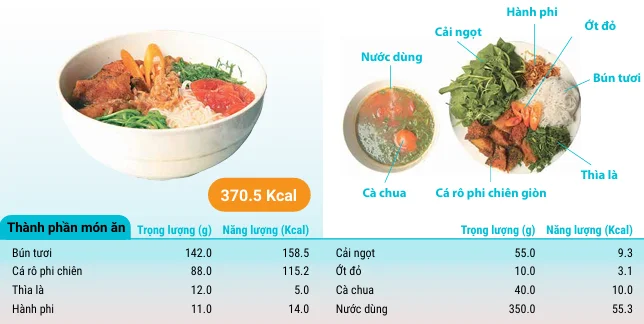 Hành phi
Cải ngọt
Ớt đỏ
Nước dùng
Bún tươi
Thìa là
Cà chua
Cá rô phi chiên giòn
370.5 Kcal
Thành phần món ăn Trọng lượng (g) Năng lượng (Kcal) Trọng lượng (g) Năng lượng (Kcal)
Bún tươi 142.0 158.5 Cải ngọt 55.0 9.3
Cá rô phi chiên 88.0 115.2 Ớt đỏ 10.0 3.1
Thìa là 12.0 5.0 Cà chua 40.0 10.0
Hành phi 11.0 14.0 Nước dùng 350.0 55.3